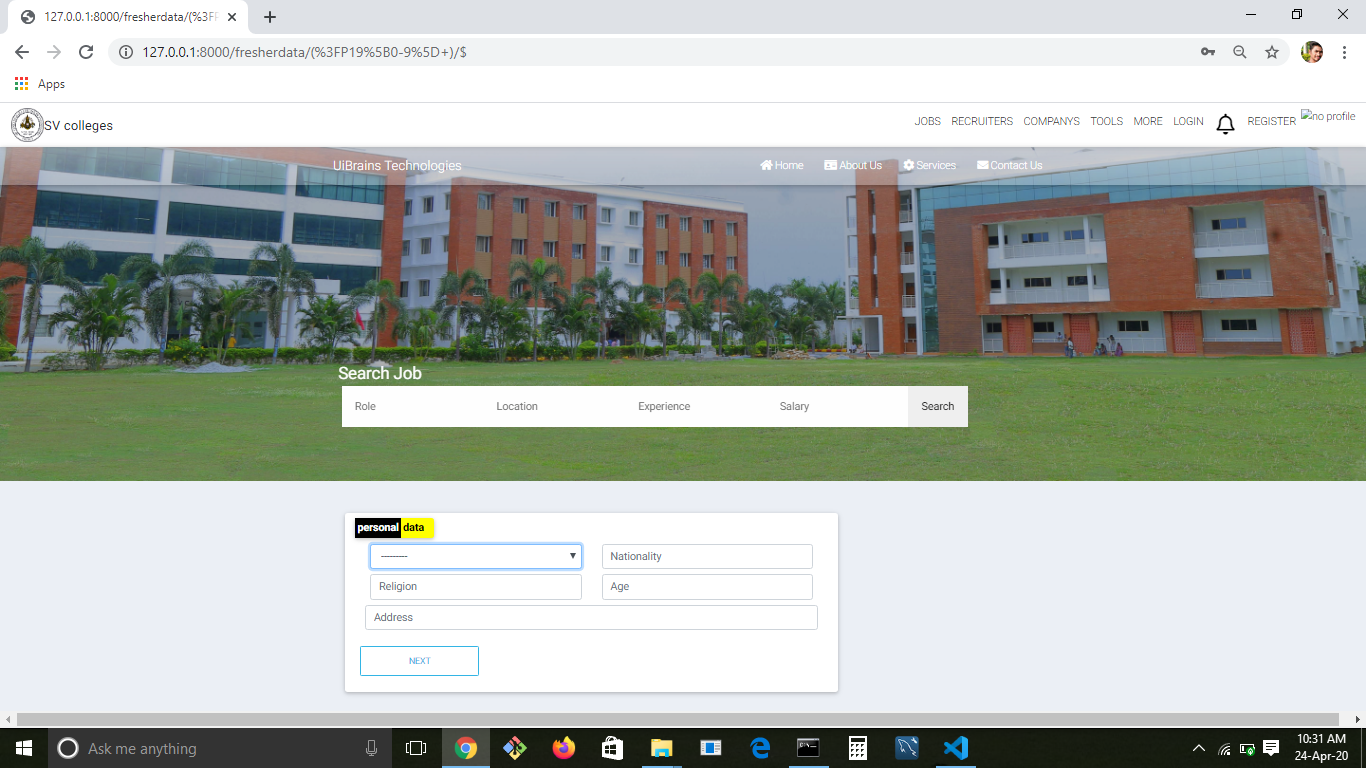 127.0.0.1:8000/fresherdata/(%3FP
127.0.0.1:8000/fresherdata/(%3FP19%5B0-9%5D+)/$
Apps
SV colleges
JOBS RECRUITERS COMPANYS TOOLS MORE LOGIN REGISTER no profile
UiBrains Technologies Home About Us Services Contact Us
Search Job
Role Location Experience Salary Search
personal data
--------- Nationality
Religion Age
Address
NEXT
Ask me anything
10:31 AM
24-Apr-20